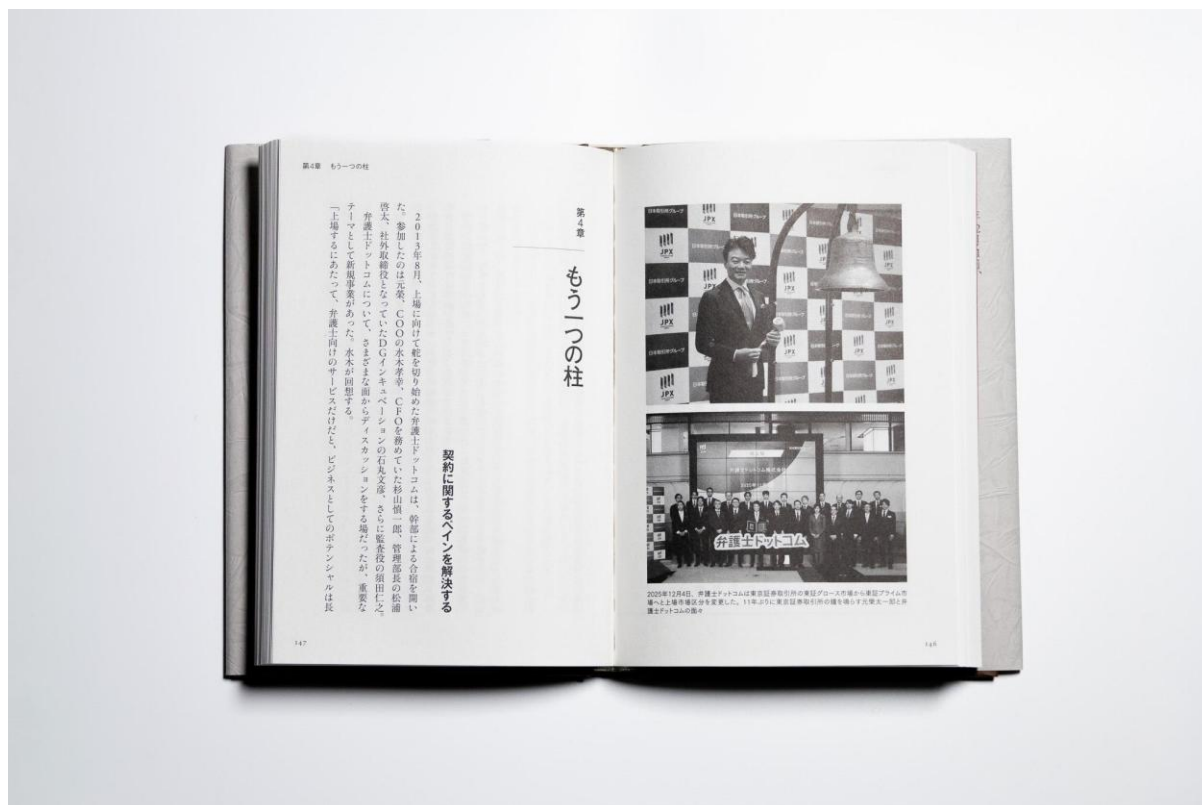 日本取引所グループ
JPX
弁護士ドットコム
2025年12月4日、弁護士ドットコムは東京証券取引所の東証グロース市場から東証プライム市
場へと上場市場区分を変更した。11年ぶりに東京証券取引所の鐘を鳴らす元榮太一郎と弁
護士ドットコムの面々
146
第4章 もう一つの柱
第4章
もう一つの柱
契約に関するペインを解決する
2013年8月、上場に向けて舵を切り始めた弁護士ドットコムは、幹部による合宿を開い
た。参加したのは元榮、COOの水木孝幸、CFOを務めていた杉山慎一郎、管理部長の松浦
啓太、社外取締役となっていたDGインキュベーションの石丸文彦、さらに監査役の須田仁之。
弁護士ドットコムについて、さまざまな面からディスカッションをする場だったが、重要な
テーマとして新規事業があった。水木が回想する。
「上場するにあたって、弁護士向けのサービスだけだと、ビジネスとしてのポテンシャルは長
147